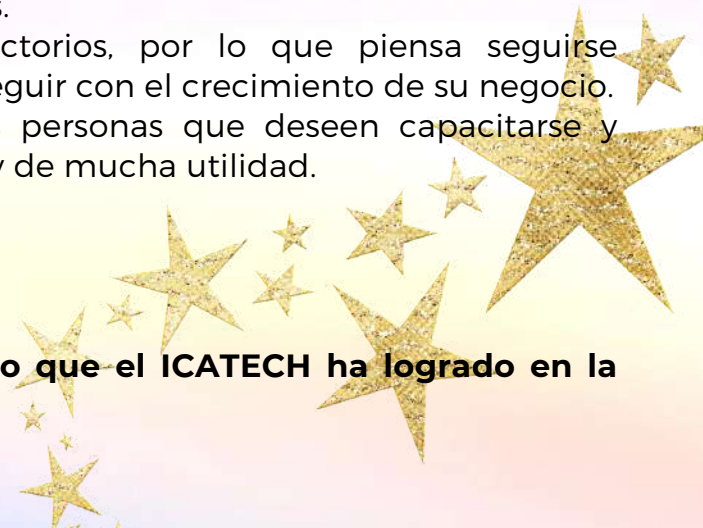 s.
ctorios, por lo que piensa seguirse
eguir con el crecimiento de su negocio.
personas que deseen capacitarse y
y de mucha utilidad.
o que el ICATECH ha logrado en la